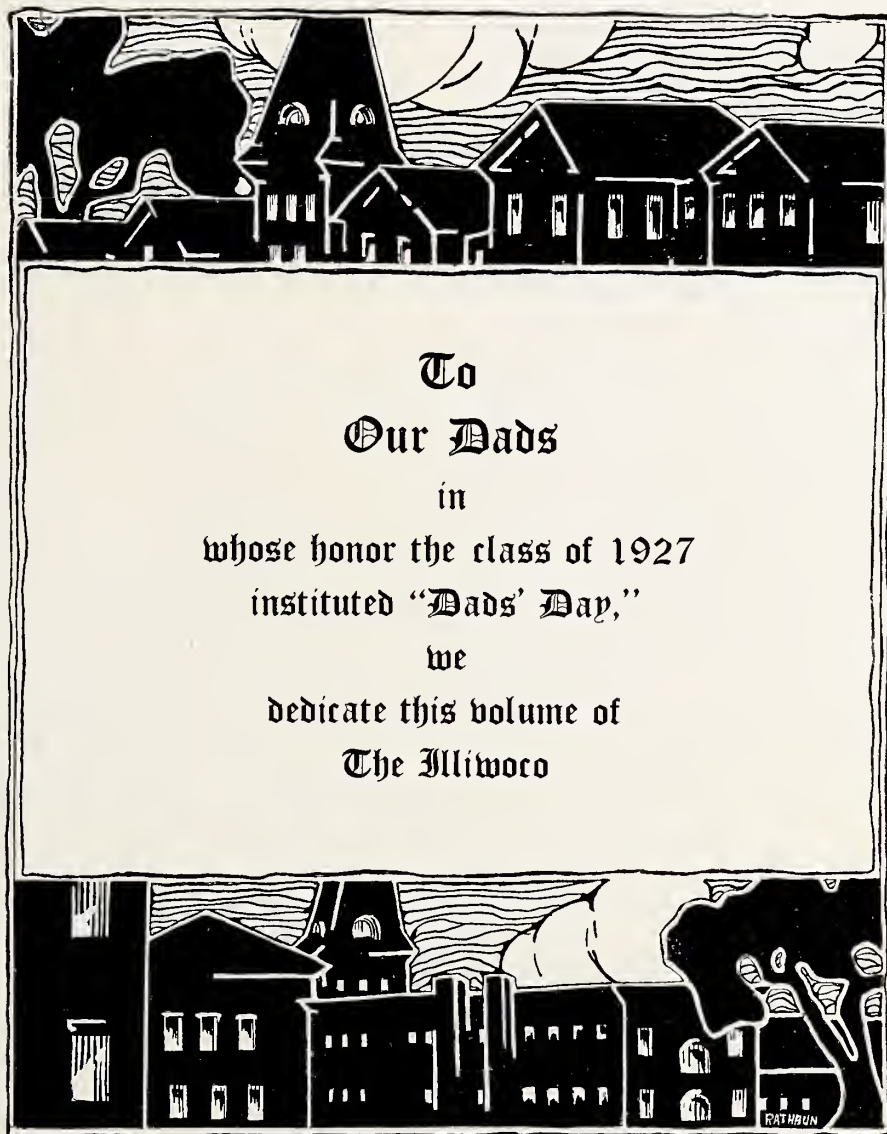 To
Our Dads
in
whose honor the class of 1927
instituted “Dads’ Day,”
we
dedicate this volume of
The Illiwoco
RATHBUN